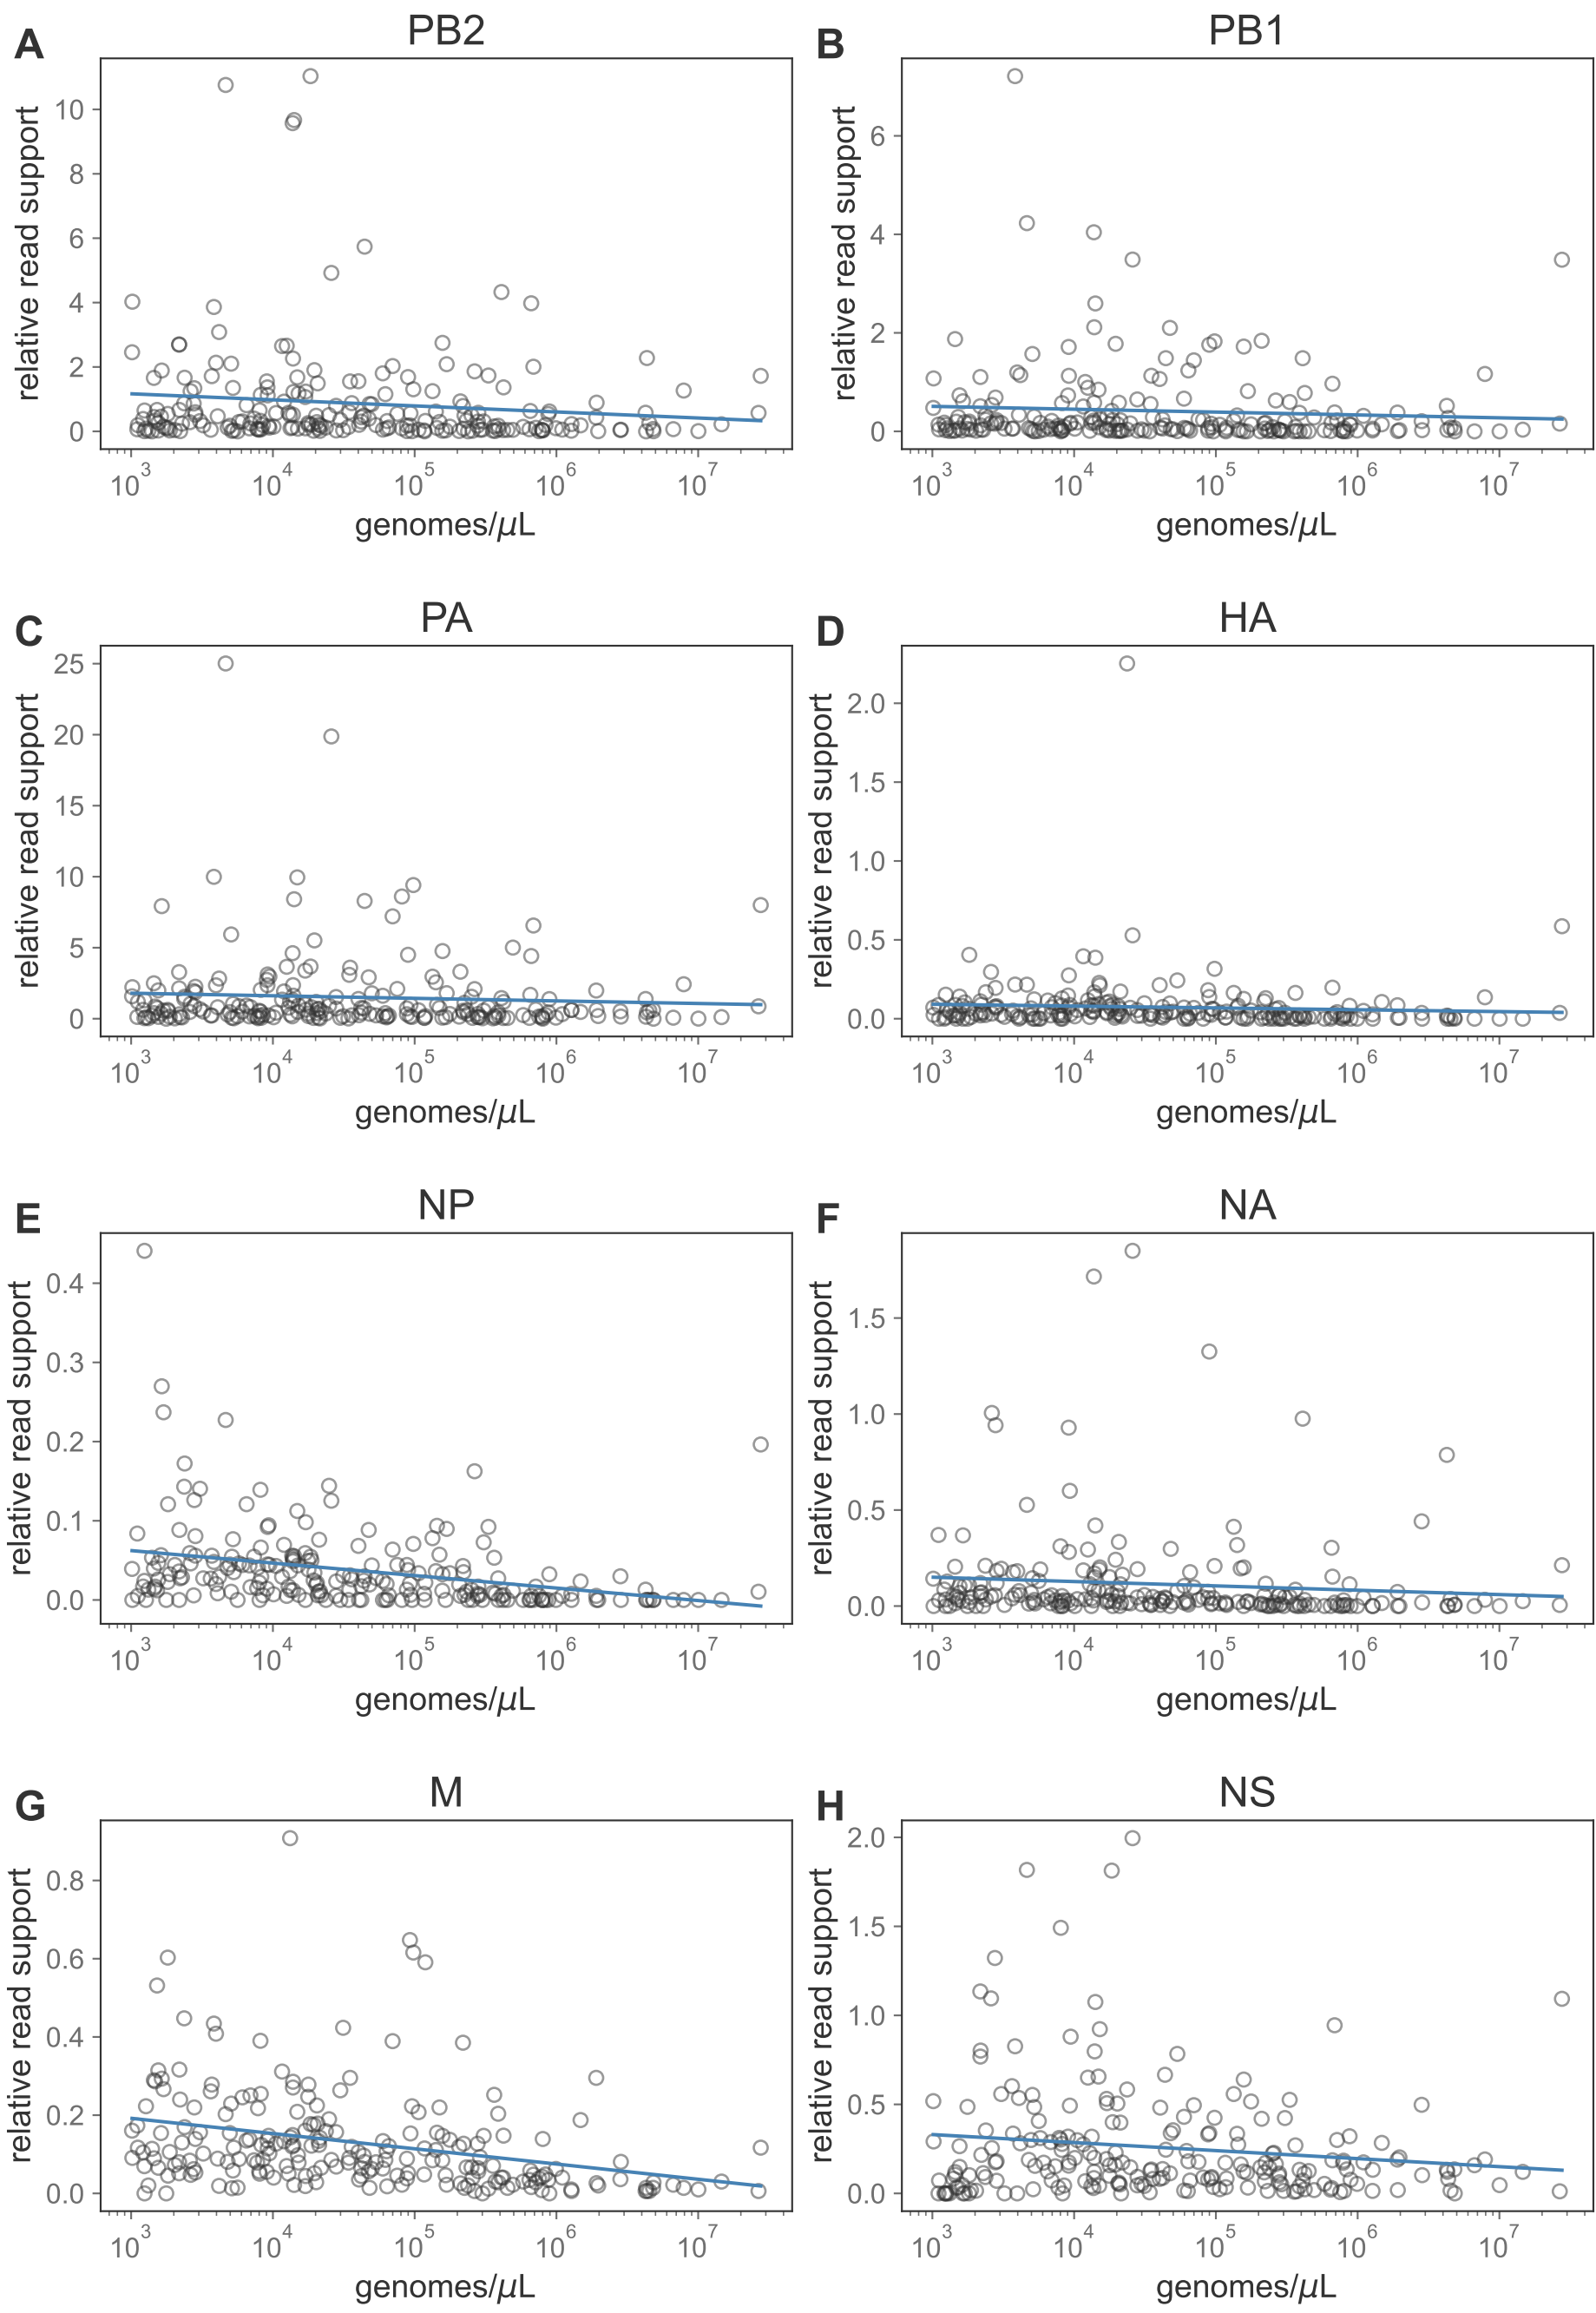 A PB2
relative read support
10
8
6
4
2
0
10^3 10^4 10^5 10^6 10^7
genomes/μL
B PB1
relative read support
6
4
2
0
10^3 10^4 10^5 10^6 10^7
genomes/μL
C PA
relative read support
25
20
15
10
5
0
10^3 10^4 10^5 10^6 10^7
genomes/μL
D HA
relative read support
2.0
1.5
1.0
0.5
0.0
10^3 10^4 10^5 10^6 10^7
genomes/μL
E NP
relative read support
0.4
0.3
0.2
0.1
0.0
10^3 10^4 10^5 10^6 10^7
genomes/μL
F NA
relative read support
1.5
1.0
0.5
0.0
10^3 10^4 10^5 10^6 10^7
genomes/μL
G M
relative read support
0.8
0.6
0.4
0.2
0.0
10^3 10^4 10^5 10^6 10^7
genomes/μL
H NS
relative read support
2.0
1.5
1.0
0.5
0.0
10^3 10^4 10^5 10^6 10^7
genomes/μL